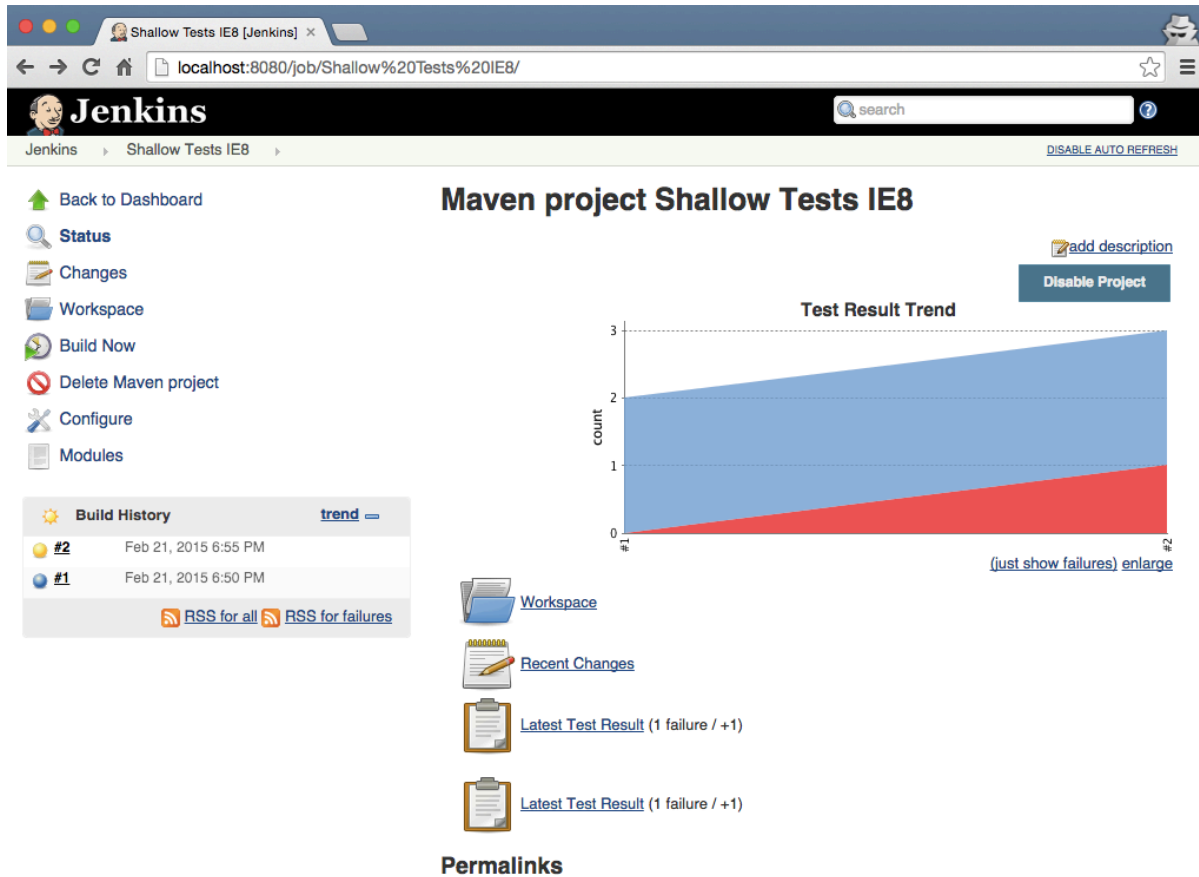 Shallow Tests IE8 [Jenkins] ×
localhost:8080/job/Shallow%20Tests%20IE8/
Jenkins
search
Jenkins Shallow Tests IE8
DISABLE AUTO REFRESH
Back to Dashboard
Status
Changes
Workspace
Build Now
Delete Maven project
Configure
Modules
Build History trend
#2 Feb 21, 2015 6:55 PM
#1 Feb 21, 2015 6:50 PM
RSS for all RSS for failures
Maven project Shallow Tests IE8
add description
Disable Project
Test Result Trend
3
2
1
0
count
#1
#2
(just show failures) enlarge
Workspace
Recent Changes
Latest Test Result (1 failure / +1)
Latest Test Result (1 failure / +1)
Permalinks